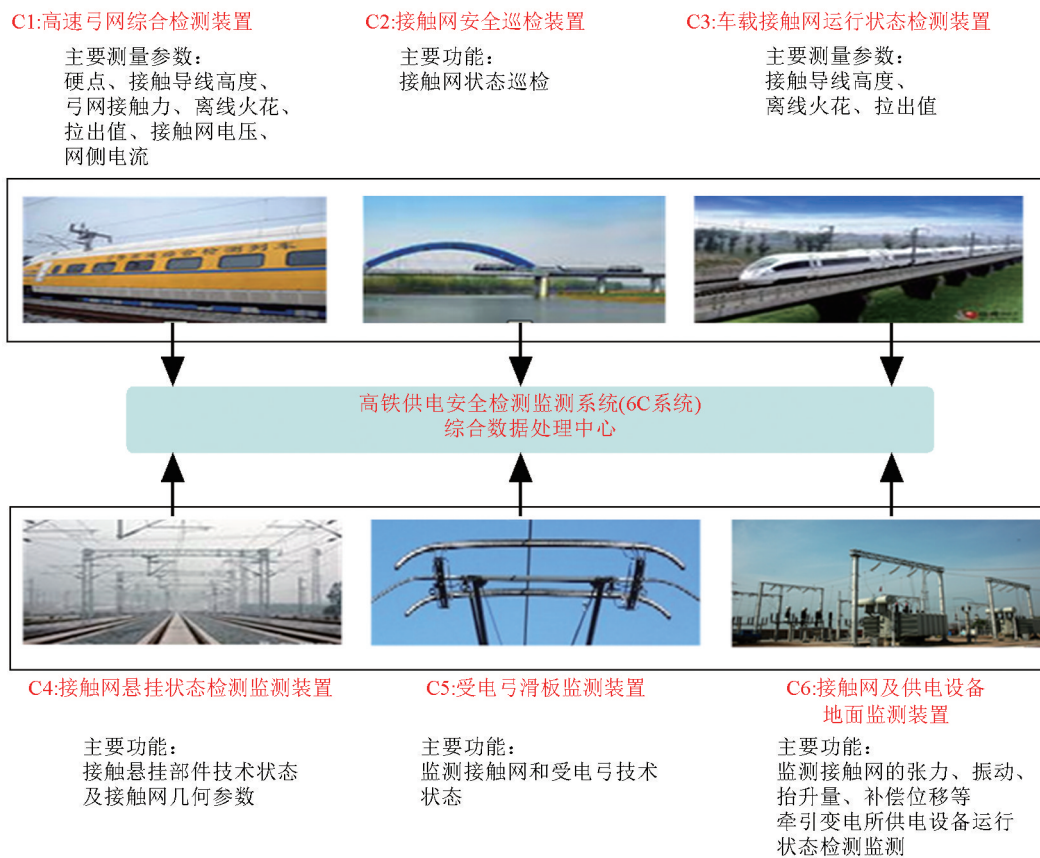 C1:高速弓网综合检测装置
主要测量参数：
硬点、接触导线高度、
弓网接触力、离线火花、
拉出值、接触网电压、
网侧电流
C2:接触网安全巡检装置
主要功能：
接触网状态巡检
C3:车载接触网运行状态检测装置
主要测量参数：
接触导线高度、
离线火花、拉出值
高铁供电安全检测监测系统(6C系统)
综合数据处理中心
C4:接触网悬挂状态检测监测装置
主要功能：
接触悬挂部件技术状态
及接触网几何参数
C5:受电弓滑板监测装置
主要功能：
监测接触网和受电弓技术
状态
C6:接触网及供电设备
地面监测装置
主要功能：
监测接触网的张力、振动、
抬升量、补偿位移等
牵引变电所供电设备运行
状态检测监测